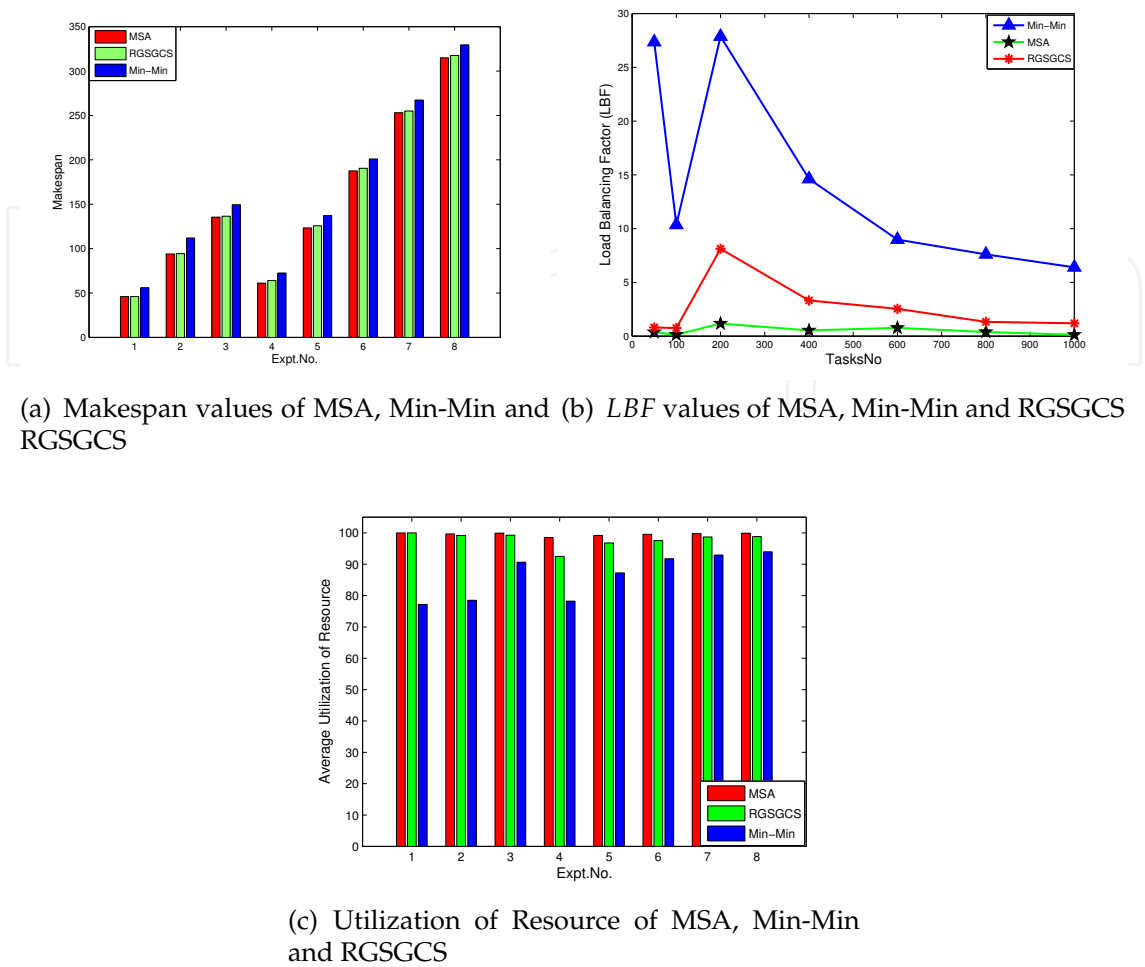 350
300
250
200
150
100
50
0
Makespan
MSA
RGSGCS
Min−Min
1 2 3 4 5 6 7 8
Expt.No.
30
25
20
15
10
5
0
Load Balancing Factor (LBF)
Min−Min
MSA
RGSGCS
0 100 200 300 400 500 600 700 800 900 1000
TasksNo
(a) Makespan values of MSA, Min-Min and
RGSGCS
(b) LBF values of MSA, Min-Min and RGSGCS
100
90
80
70
60
50
40
30
20
10
0
Average Utilization of Resource
MSA
RGSGCS
Min−Min
1 2 3 4 5 6 7 8
Expt.No.
(c) Utilization of Resource of MSA, Min-Min
and RGSGCS